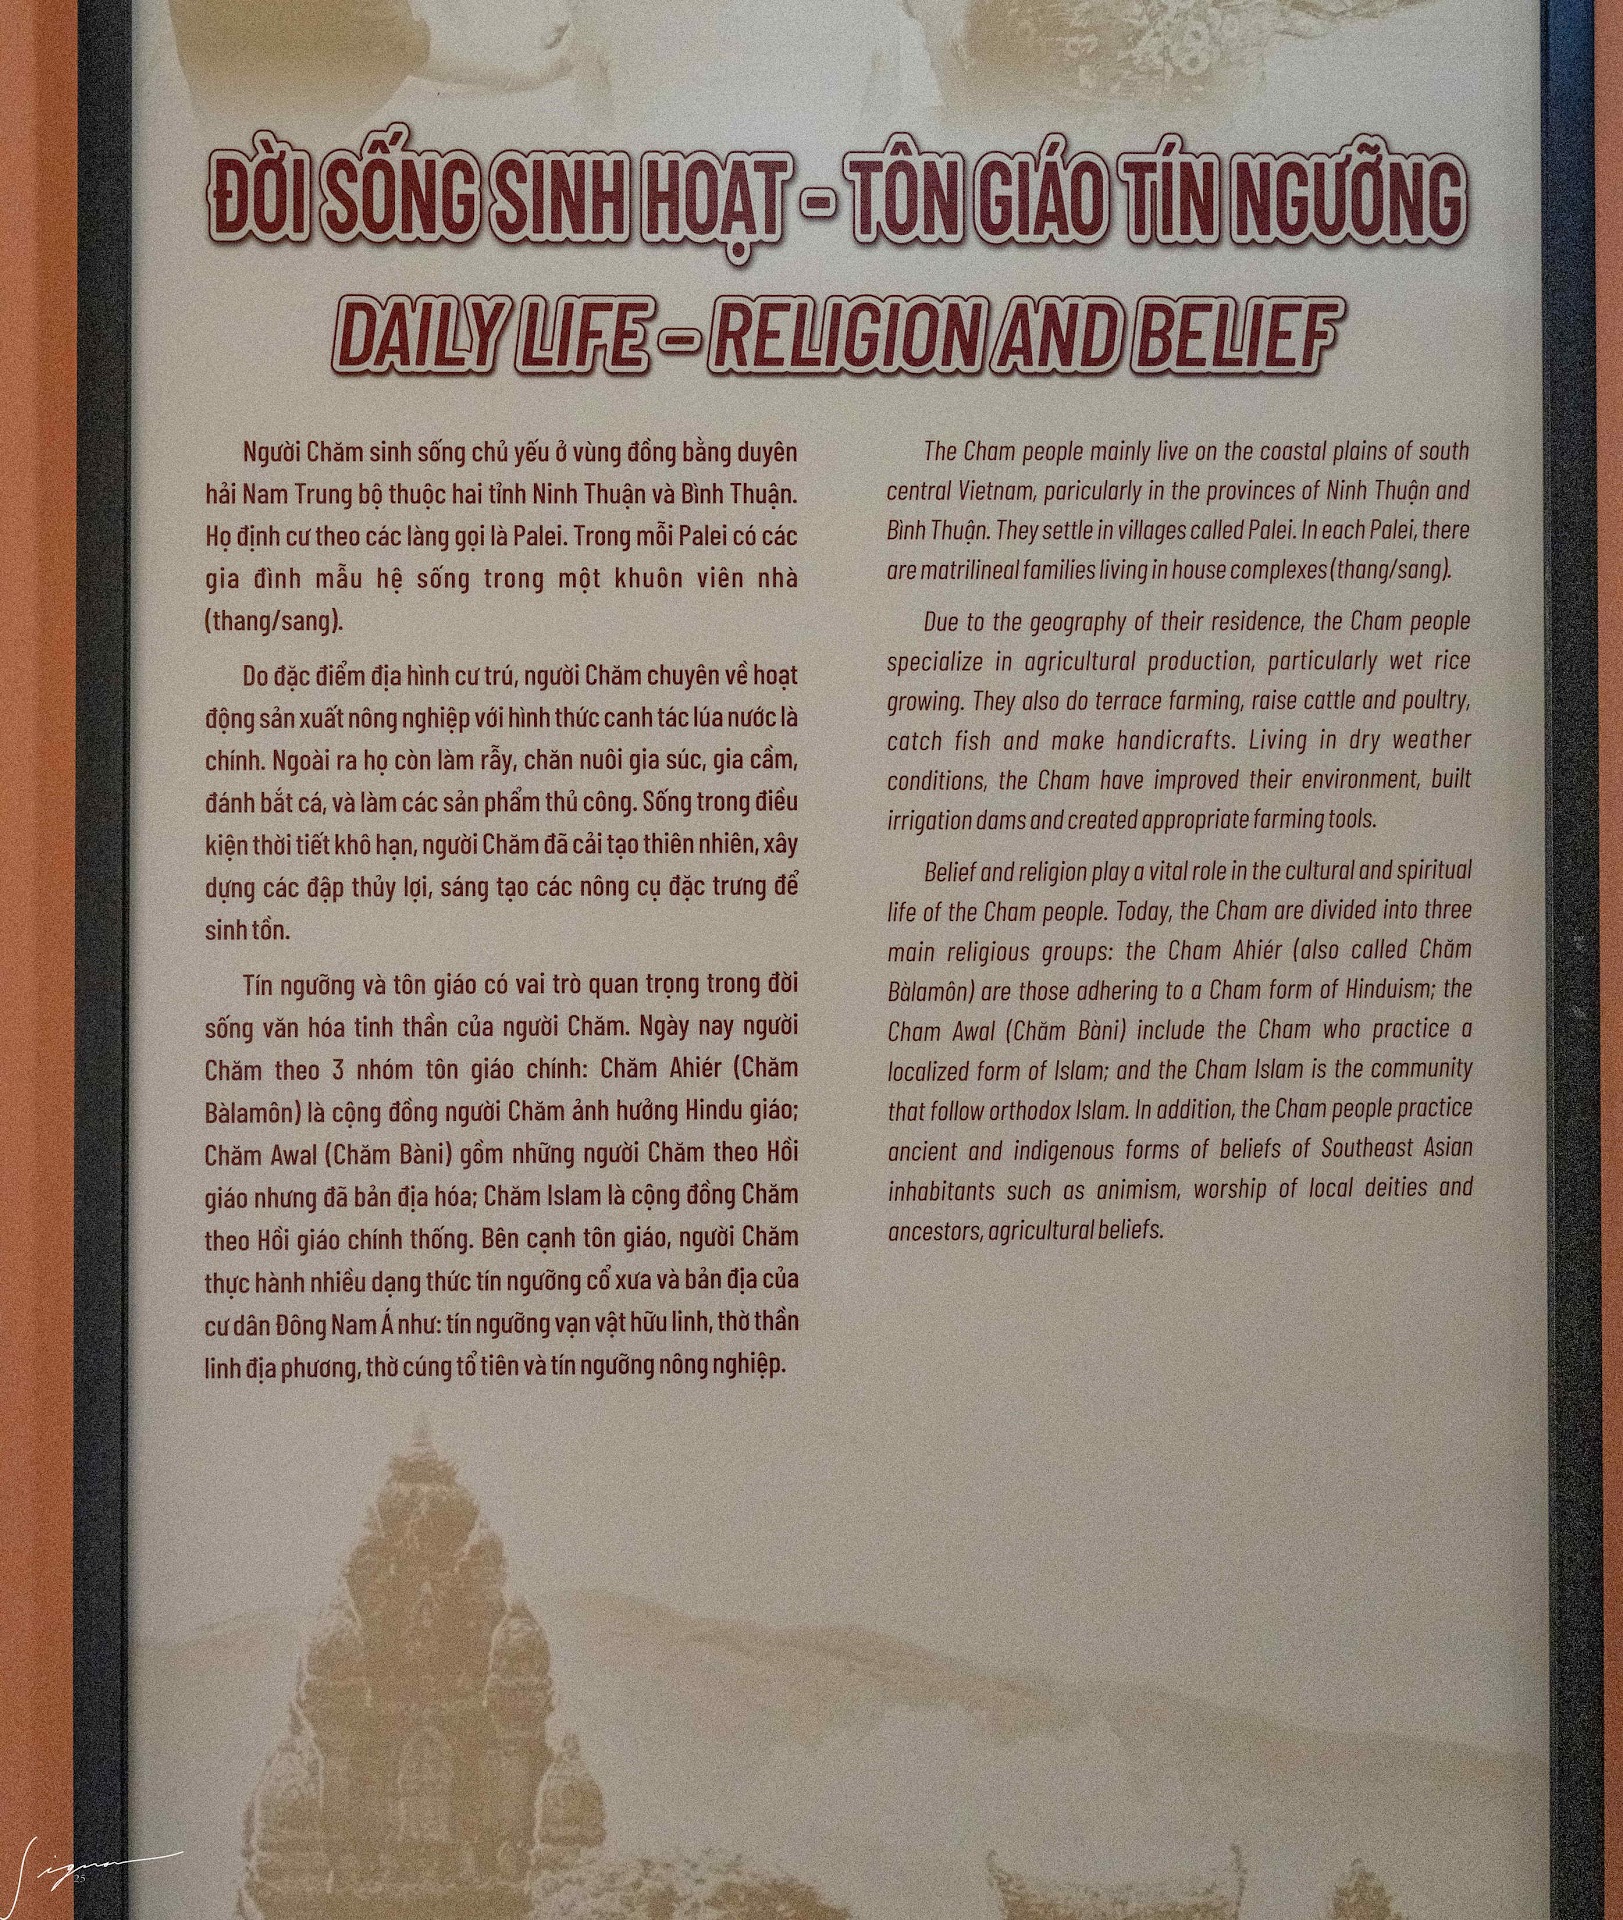 ĐỜI SỐNG SINH HOẠT - TÔN GIÁO TÍN NGƯỠNG
DAILY LIFE – RELIGION AND BELIEF
Người Chăm sinh sống chủ yếu ở vùng đồng bằng duyên
hải Nam Trung bộ thuộc hai tỉnh Ninh Thuận và Bình Thuận.
Họ định cư theo các làng gọi là Palei. Trong mỗi Palei có các
gia đình mẫu hệ sống trong một khuôn viên nhà
(thang/sang).
Do đặc điểm địa hình cư trú, người Chăm chuyên về hoạt
động sản xuất nông nghiệp với hình thức canh tác lúa nước là
chính. Ngoài ra họ còn làm rẫy, chăn nuôi gia súc, gia cầm,
đánh bắt cá, và làm các sản phẩm thủ công. Sống trong điều
kiện thời tiết khô hạn, người Chăm đã cải tạo thiên nhiên, xây
dựng các đập thủy lợi, sáng tạo các nông cụ đặc trưng để
sinh tồn.
Tín ngưỡng và tôn giáo có vai trò quan trọng trong đời
sống văn hóa tinh thần của người Chăm. Ngày nay người
Chăm theo 3 nhóm tôn giáo chính: Chăm Ahiér (Chăm
Bàlamôn) là cộng đồng người Chăm ảnh hưởng Hindu giáo;
Chăm Awal (Chăm Bàni) gồm những người Chăm theo Hồi
giáo nhưng đã bản địa hóa; Chăm Islam là cộng đồng Chăm
theo Hồi giáo chính thống. Bên cạnh tôn giáo, người Chăm
thực hành nhiều dạng thức tín ngưỡng cổ xưa và bản địa của
cư dân Đông Nam Á như: tín ngưỡng vạn vật hữu linh, thờ thần
linh địa phương, thờ cúng tổ tiên và tín ngưỡng nông nghiệp.
The Cham people mainly live on the coastal plains of south
central Vietnam, paricularly in the provinces of Ninh Thuận and
Bình Thuận. They settle in villages called Palei. In each Palei, there
are matrilineal families living in house complexes (thang/sang).
Due to the geography of their residence, the Cham people
specialize in agricultural production, particularly wet rice
growing. They also do terrace farming, raise cattle and poultry,
catch fish and make handicrafts. Living in dry weather
conditions, the Cham have improved their environment, built
irrigation dams and created appropriate farming tools.
Belief and religion play a vital role in the cultural and spiritual
life of the Cham people. Today, the Cham are divided into three
main religious groups: the Cham Ahiér (also called Chăm
Bàlamôn) are those adhering to a Cham form of Hinduism; the
Cham Awal (Chăm Bàni) include the Cham who practice a
localized form of Islam; and the Cham Islam is the community
that follow orthodox Islam. In addition, the Cham people practice
ancient and indigenous forms of beliefs of Southeast Asian
inhabitants such as animism, worship of local deities and
ancestors, agricultural beliefs.
25